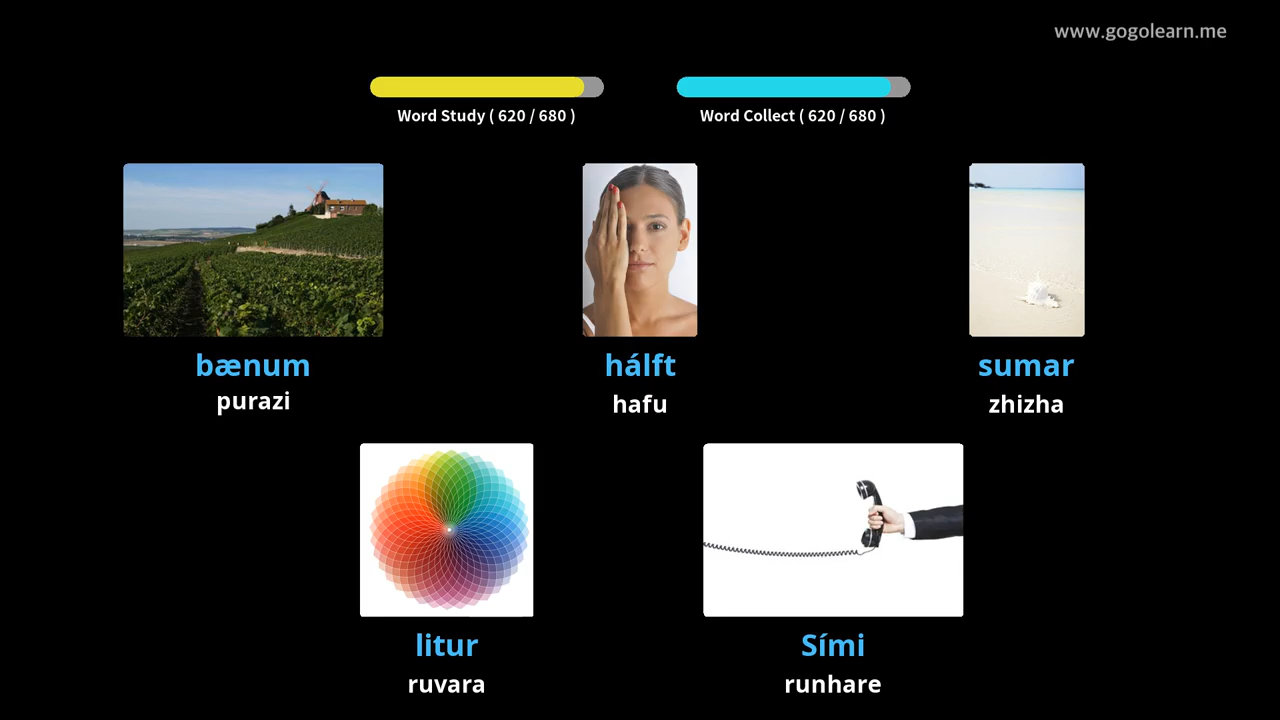 www.gogolearn.me
Word Study ( 620 / 680 )
Word Collect ( 620 / 680 )
bænum
purazi
hálft
hafu
sumar
zhizha
litur
ruvara
Sími
runhare